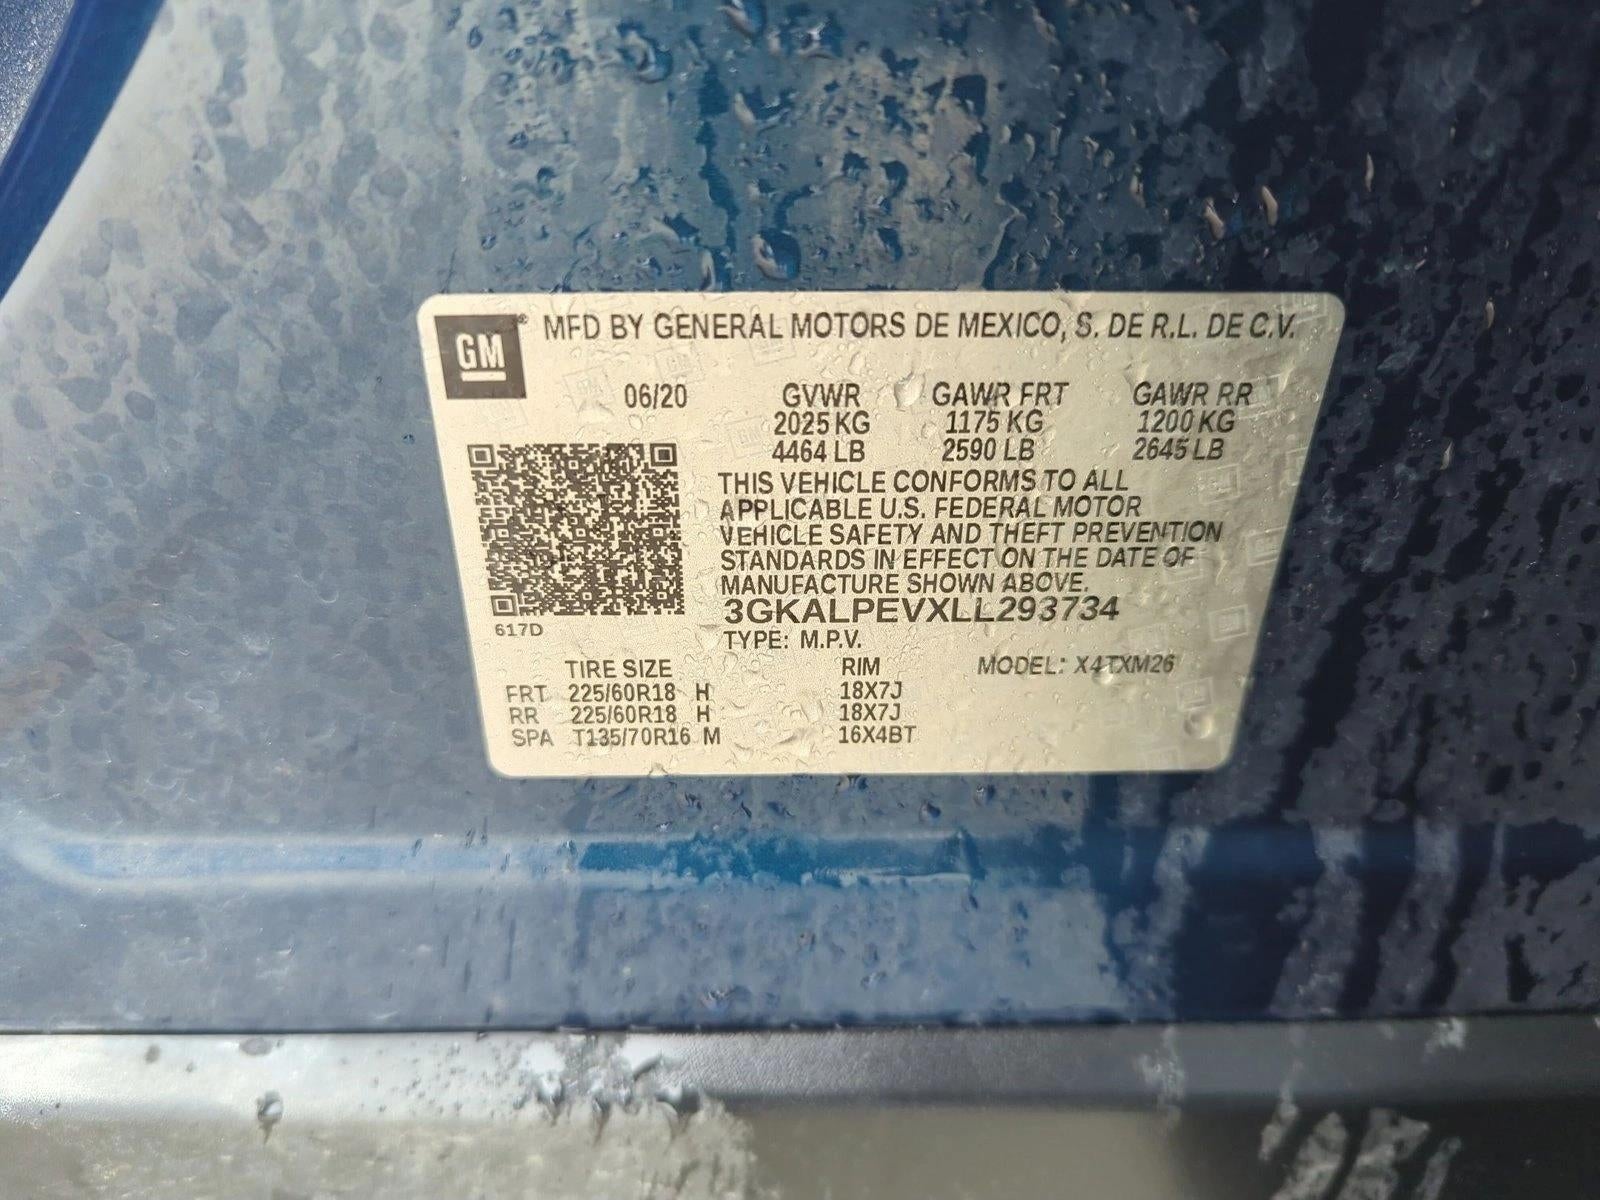 GM® MFD BY GENERAL MOTORS DE MEXICO, S. DE R.L. DE C.V.
06/20 GVWR GAWR FRT GAWR RR
2025 KG 1175 KG 1200 KG
4464 LB 2590 LB 2645 LB
THIS VEHICLE CONFORMS TO ALL
APPLICABLE U.S. FEDERAL MOTOR
VEHICLE SAFETY AND THEFT PREVENTION
STANDARDS IN EFFECT ON THE DATE OF
MANUFACTURE SHOWN ABOVE.
3GKALPEVXLL293734
617D
TYPE: M.P.V.
TIRE SIZE RIM MODEL: X4TXM26
FRT 225/60R18 H 18X7J
RR 225/60R18 H 18X7J
SPA T135/70R16 M 16X4BT